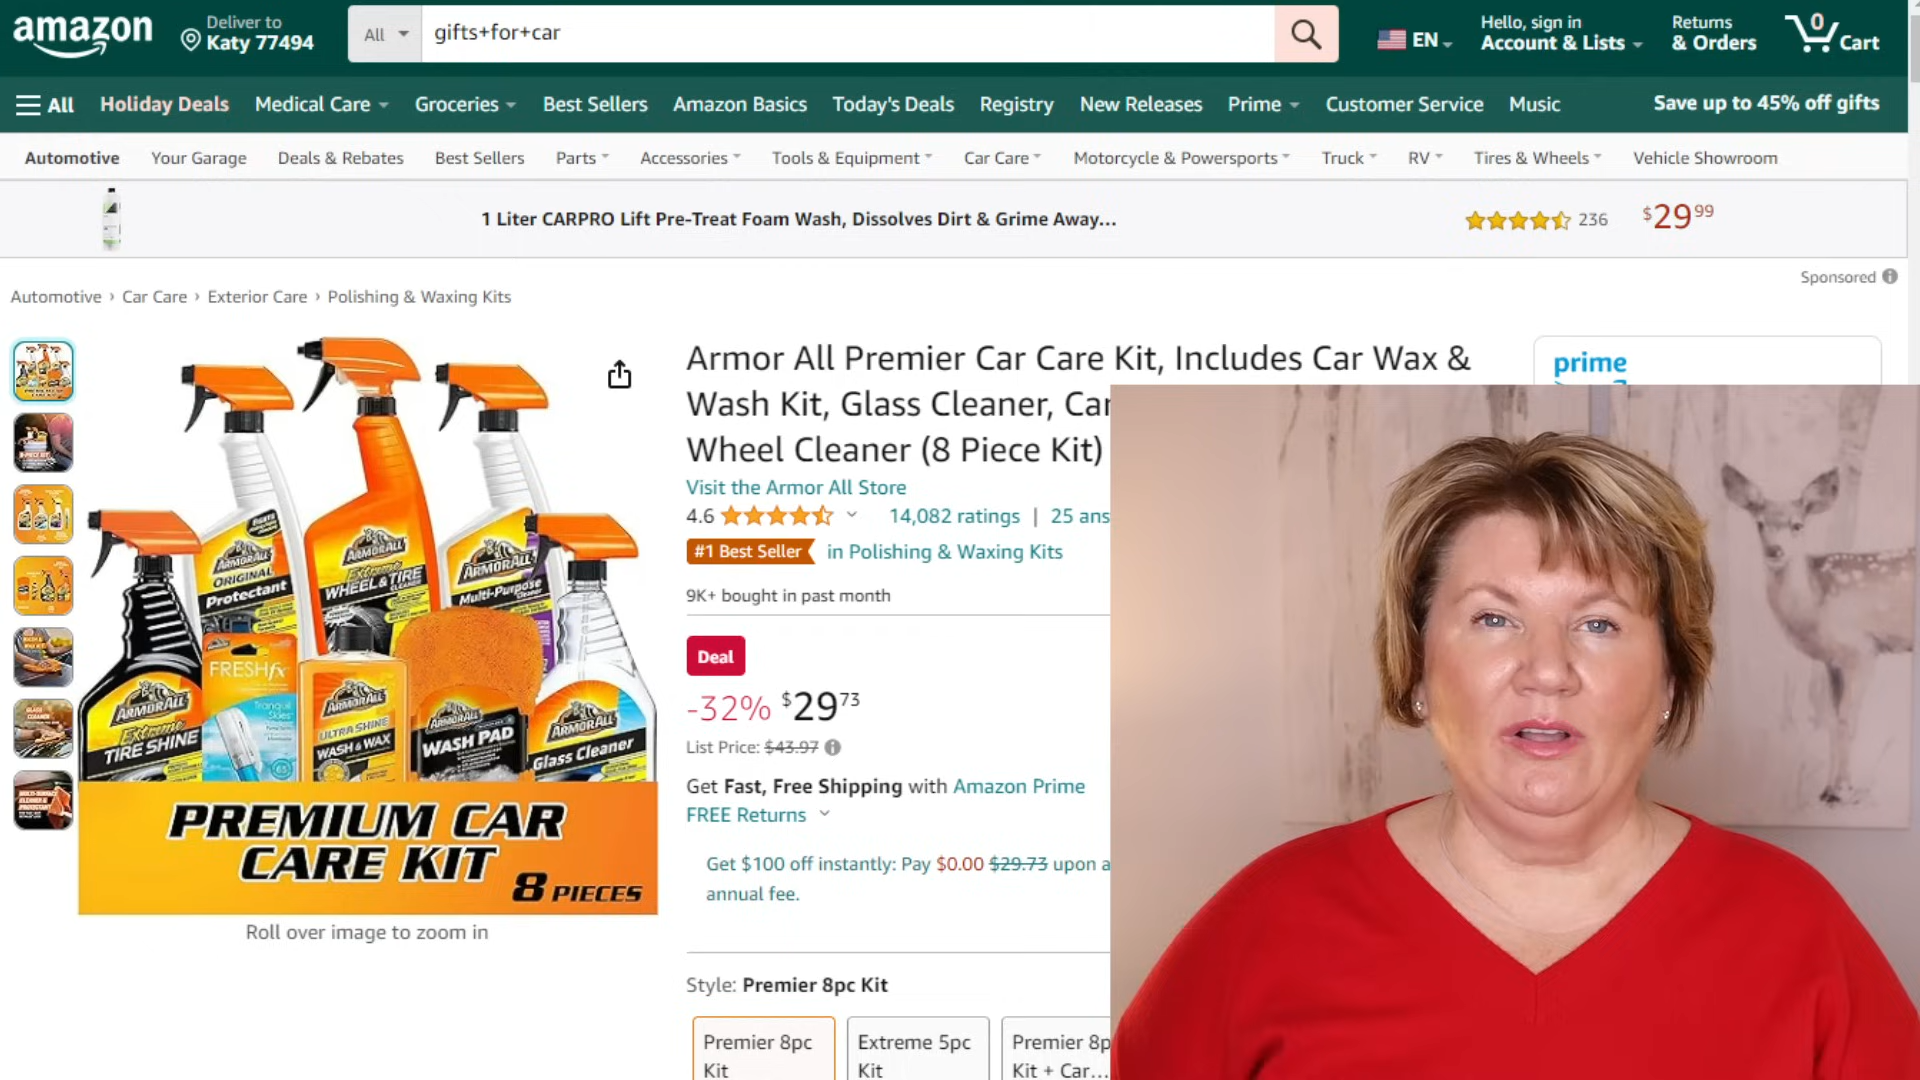 amazon
Deliver to
Katy 77494
All
gifts+for+car
EN
Hello, sign in
Account & Lists
Returns
& Orders
0
Cart
All
Holiday Deals
Medical Care
Groceries
Best Sellers
Amazon Basics
Today's Deals
Registry
New Releases
Prime
Customer Service
Music
Save up to 45% off gifts
Automotive
Your Garage
Deals & Rebates
Best Sellers
Parts
Accessories
Tools & Equipment
Car Care
Motorcycle & Powersports
Truck
RV
Tires & Wheels
Vehicle Showroom
1 Liter CARPRO Lift Pre-Treat Foam Wash, Dissolves Dirt & Grime Away...
236
$29 99
Sponsored
Automotive › Car Care › Exterior Care › Polishing & Waxing Kits
ARMORALL
ORIGINAL
Protectant
ARMORALL
Extreme
WHEEL & TIRE
CLEANER
ARMORALL
Multi-Purpose
Cleaner
ARMORALL
Extreme
TIRE SHINE
FRESHfx
Tranquil
Skies
ARMORALL
ULTRA SHINE
WASH & WAX
ARMORALL
WASH PAD
ARMORALL
Glass Cleaner
PREMIUM CAR
CARE KIT
8 PIECES
Roll over image to zoom in
Armor All Premier Car Care Kit, Includes Car Wax &
Wash Kit, Glass Cleaner, Car
Wheel Cleaner (8 Piece Kit)
Visit the Armor All Store
4.6
14,082 ratings | 25 ans
#1 Best Seller in Polishing & Waxing Kits
9K+ bought in past month
Deal
-32% $29 73
List Price: $43.97
Get Fast, Free Shipping with Amazon Prime
FREE Returns
Get $100 off instantly: Pay $0.00 $29.73 upon a
annual fee.
Style: Premier 8pc Kit
Premier 8pc
Kit
Extreme 5pc
Kit
Premier 8p
Kit + Car...
prime